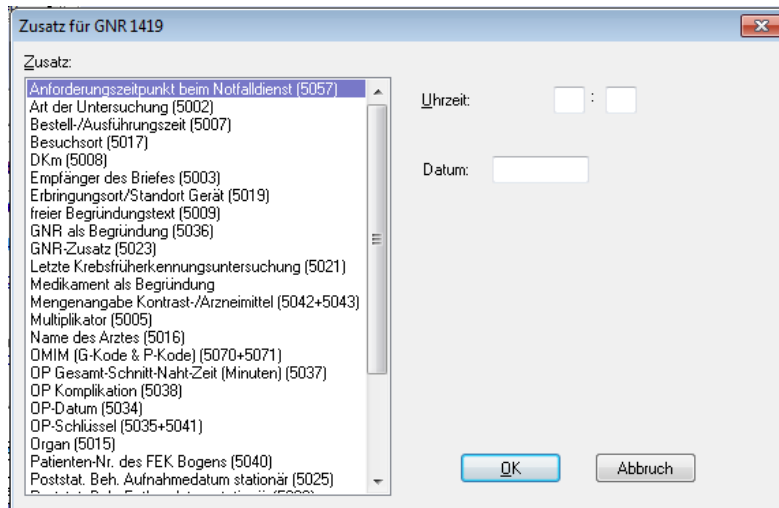 Zusatz für GNR 1419
Zusatz:
Anforderungszeitpunkt beim Notfalldienst (5057)
Art der Untersuchung (5002)
Bestell-/Ausführungszeit (5007)
Besuchsort (5017)
DKm (5008)
Empfänger des Briefes (5003)
Erbringungsort/Standort Gerät (5019)
freier Begründungstext (5009)
GNR als Begründung (5036)
GNR-Zusatz (5023)
Letzte Krebsfrüherkennungsuntersuchung (5021)
Medikament als Begründung
Mengenangabe Kontrast-/Arzneimittel (5042+5043)
Multiplikator (5005)
Name des Arztes (5016)
OMIM (G-Kode & P-Kode) (5070+5071)
OP Gesamt-Schnitt-Naht-Zeit (Minuten) (5037)
OP Komplikation (5038)
OP-Datum (5034)
OP-Schlüssel (5035+5041)
Organ (5015)
Patienten-Nr. des FEK Bogens (5040)
Poststat. Beh. Aufnahmedatum stationär (5025)
Uhrzeit: :
Datum:
OK
Abbruch